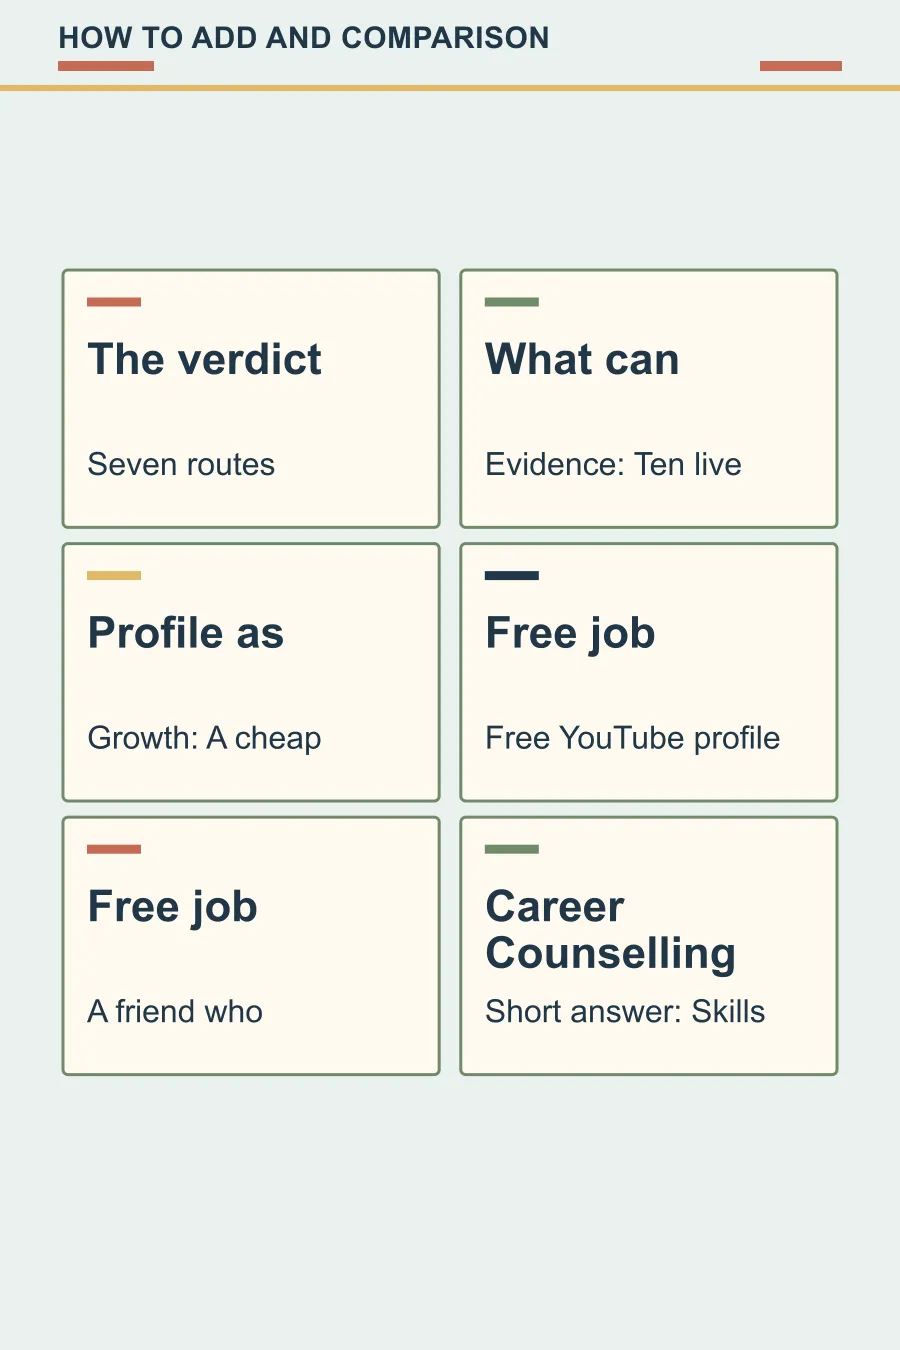 HOW TO ADD AND COMPARISON
The verdict
Seven routes
What can
Evidence: Ten live
Profile as
Growth: A cheap
Free job
Free YouTube profile
Free job
A friend who
Career
Counselling
Short answer: Skills